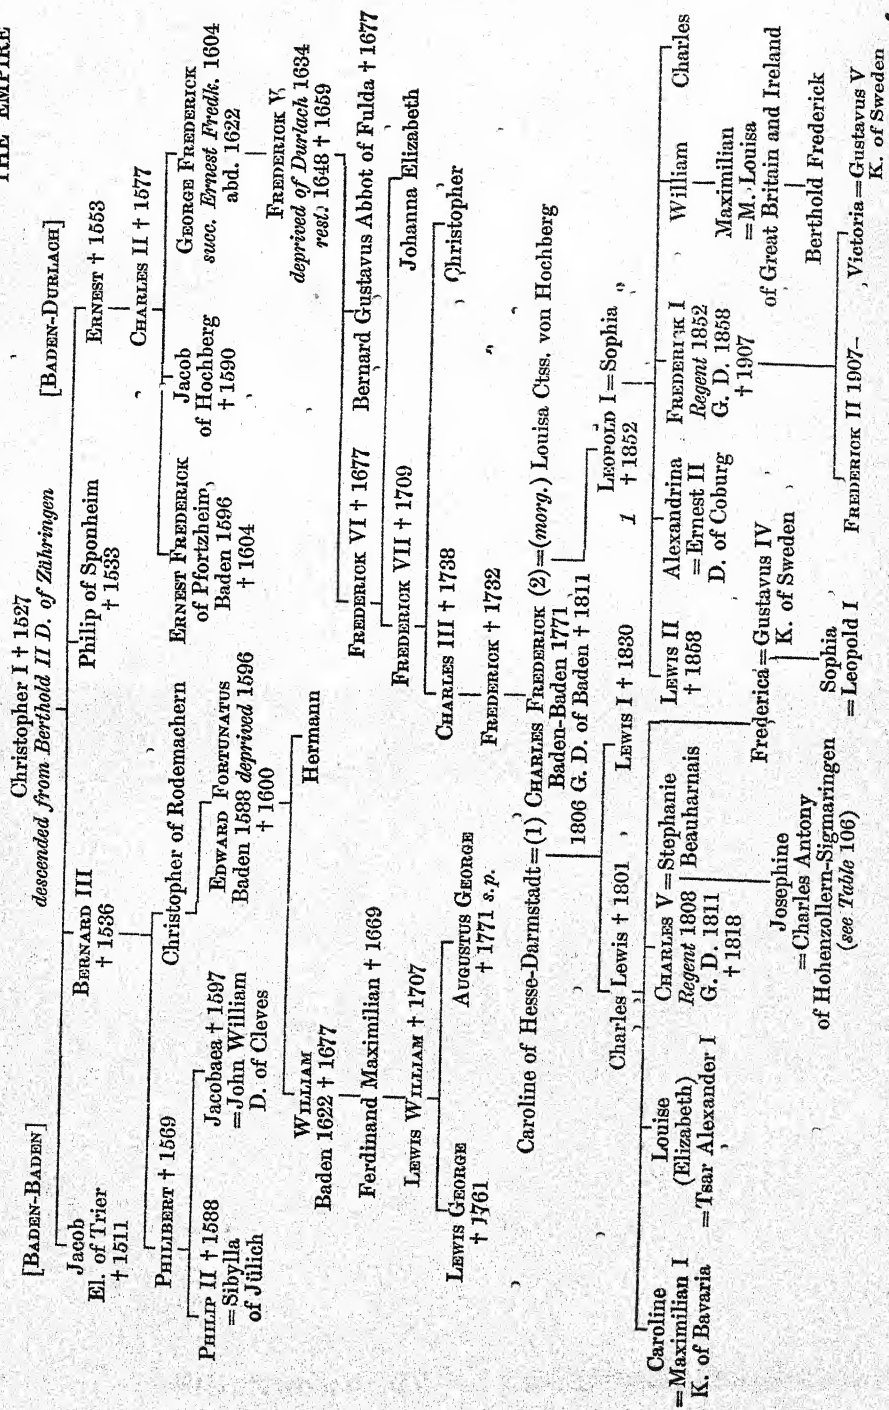 THE EMPIRE
Christopher I † 1527
descended from Berthold II D. of Zähringen
[BADEN-BADEN]
[BADEN-DURLACH]
Jacob
El. of Trier
† 1511
BERNARD III
† 1536
Philip of Sponheim
† 1533
ERNEST † 1553
PHILIBERT † 1569
Christopher of Rodemachern
CHARLES II † 1577
PHILIP II † 1588
=Sibylla
of Jülich
Jacobaea † 1597
=John William
D. of Cleves
EDWARD FORTUNATUS
Baden 1588 deprived 1596
† 1600
ERNEST FREDERICK
of Pfortzheim,
Baden 1596
† 1604
Jacob
of Hochberg
† 1590
GEORGE FREDERICK
succ. Ernest Fredk. 1604
abd. 1622
WILLIAM
Baden 1622 † 1677
Hermann
FREDERICK V,
deprived of Durlach 1634
rest. 1648 † 1659
Ferdinand Maximilian † 1669
FREDERICK VI † 1677
Bernard Gustavus Abbot of Fulda † 1677
LEWIS WILLIAM † 1707
FREDERICK VII † 1709
Johanna Elizabeth
LEWIS GEORGE
† 1761
AUGUSTUS GEORGE
† 1771 s.p.
CHARLES III † 1738
Christopher
FREDERICK † 1732
Caroline of Hesse-Darmstadt=(1) CHARLES FREDERICK (2)=(morg.) Louisa Ctss. von Hochberg
Baden-Baden 1771
1806 G. D. of Baden † 1811
Charles Lewis † 1801
LEWIS I † 1830
LEOPOLD I=Sophia
1
† 1852
Caroline
=Maximilian I
K. of Bavaria
Louise
(Elizabeth)
=Tsar Alexander I
CHARLES V=Stephanie
Regent 1808 Beauharnais
G. D. 1811
† 1818
Frederica=Gustavus IV
K. of Sweden
LEWIS II
† 1858
Alexandrina
=Ernest II
D. of Coburg
FREDERICK I
Regent 1852
G. D. 1858
† 1907
William
Charles
Maximilian
=M. Louisa
of Great Britain and Ireland
Josephine
=Charles Antony
of Hohenzollern-Sigmaringen
(see Table 106)
Sophia
=Leopold I
Berthold Frederick
FREDERICK II 1907–
Victoria=Gustavus V
K. of Sweden